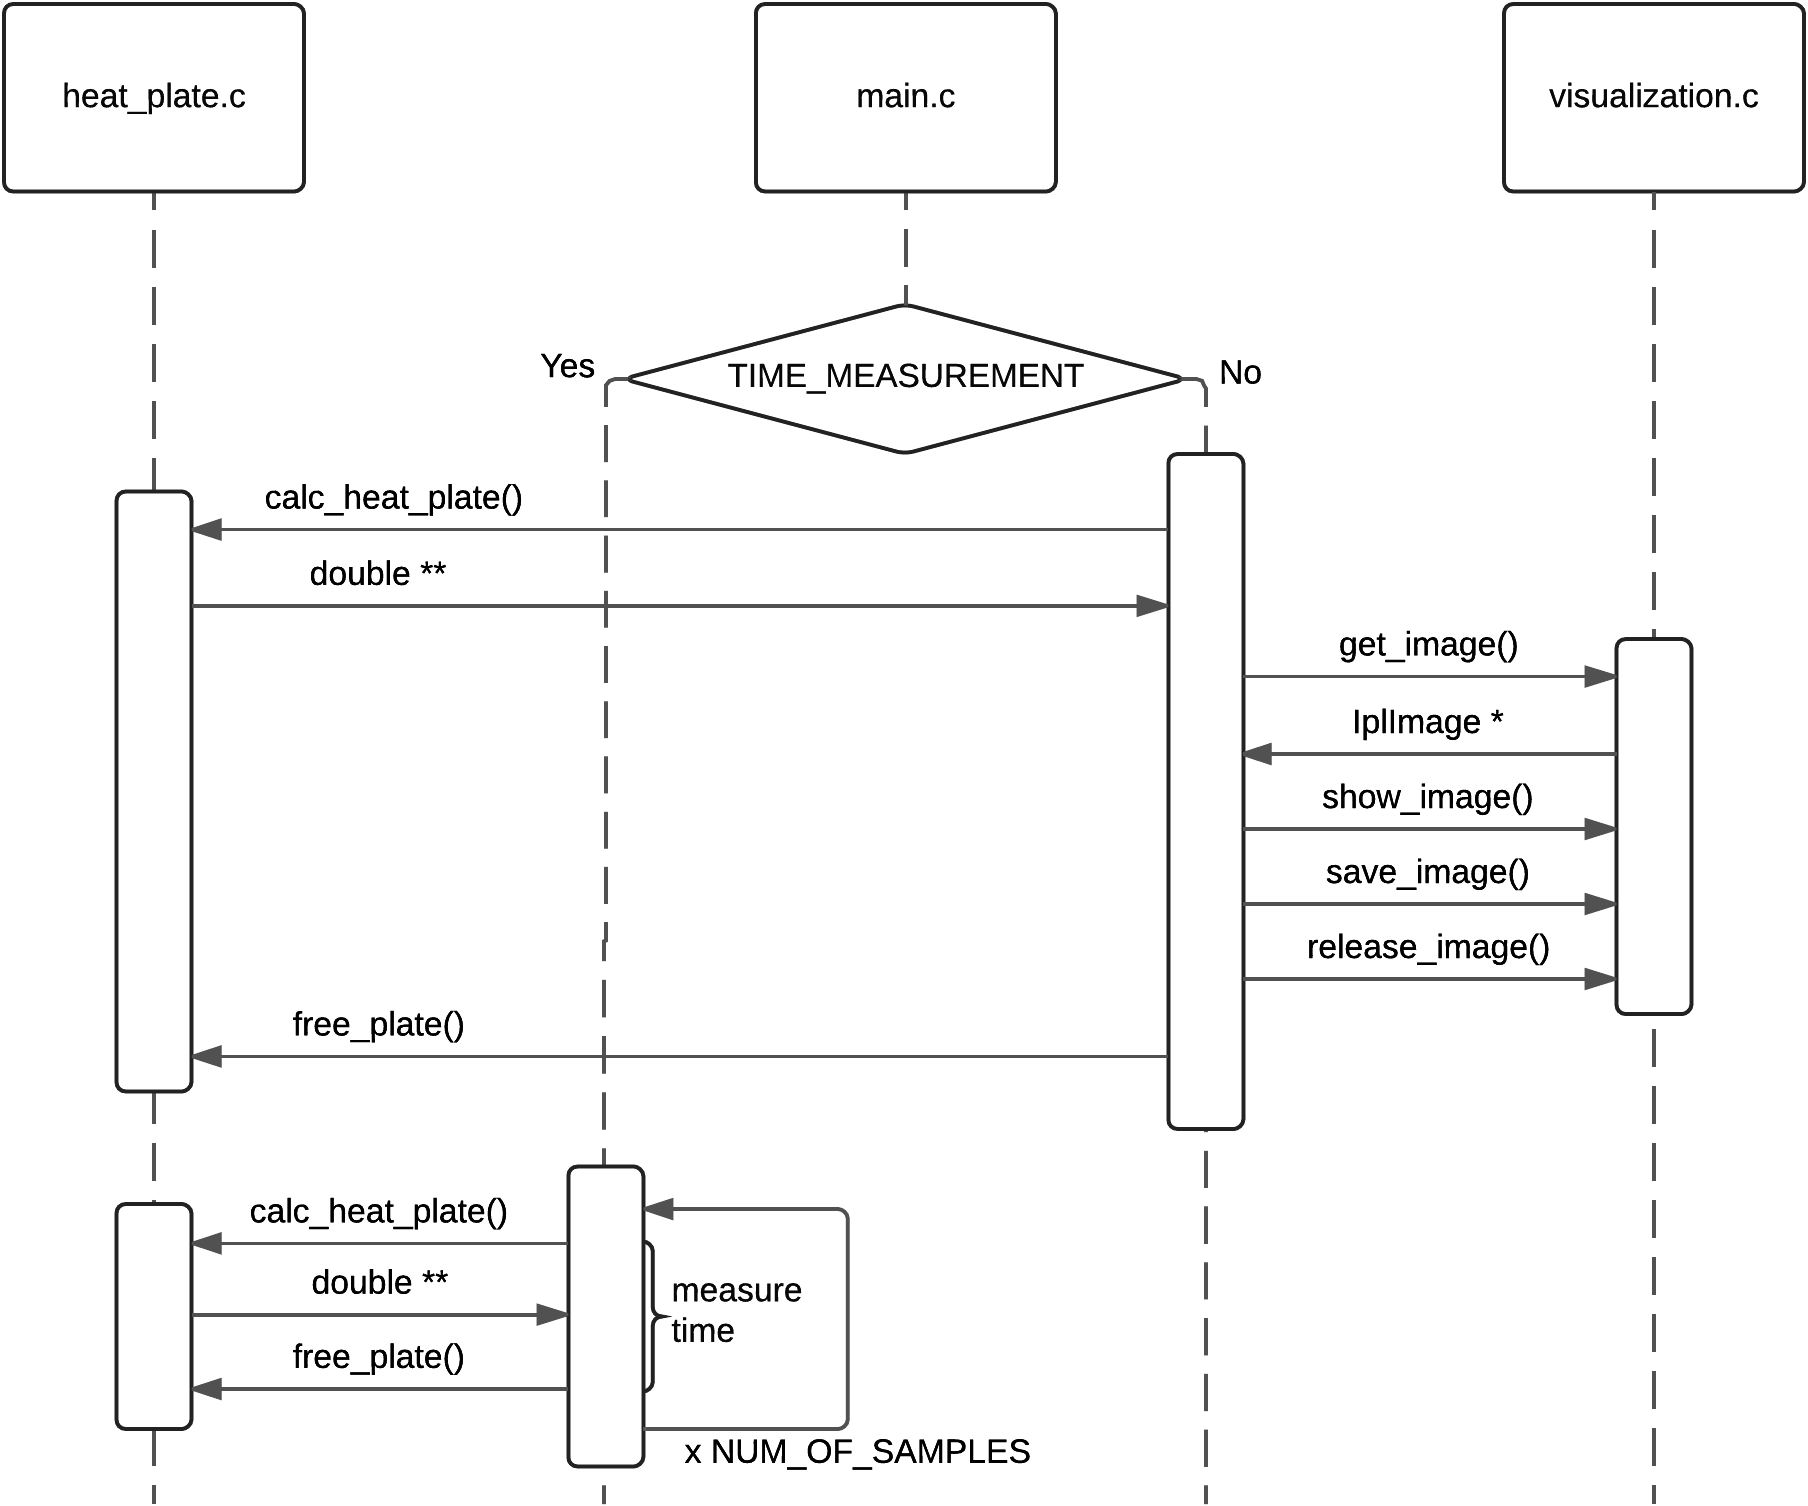 heat_plate.c
main.c
visualization.c
Yes
TIME_MEASUREMENT
No
calc_heat_plate()
double **
get_image()
IplImage *
show_image()
save_image()
release_image()
free_plate()
calc_heat_plate()
double **
measure
time
free_plate()
x NUM_OF_SAMPLES